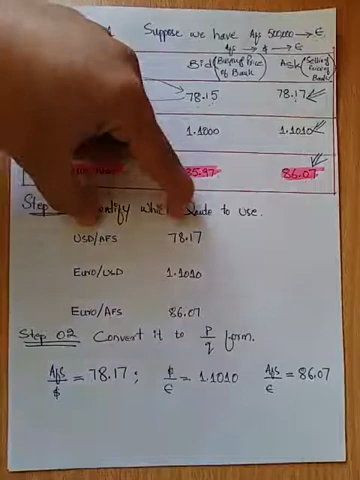 Suppose we have Afs 500,000 → €
Afs → $ → €
Bid (Buying Price of Bank) Ask (Selling Price of Bank)
78.15 78.17
1.1000 1.1010
85.97 86.07
Step which to use.
USD/AFS 78.17
EURO/USD 1.1010
EURO/AFS 86.07
Step 02 Convert it to P/q form.
Afs/$ = 78.17 ; $/€ = 1.1010 Afs/€ = 86.07